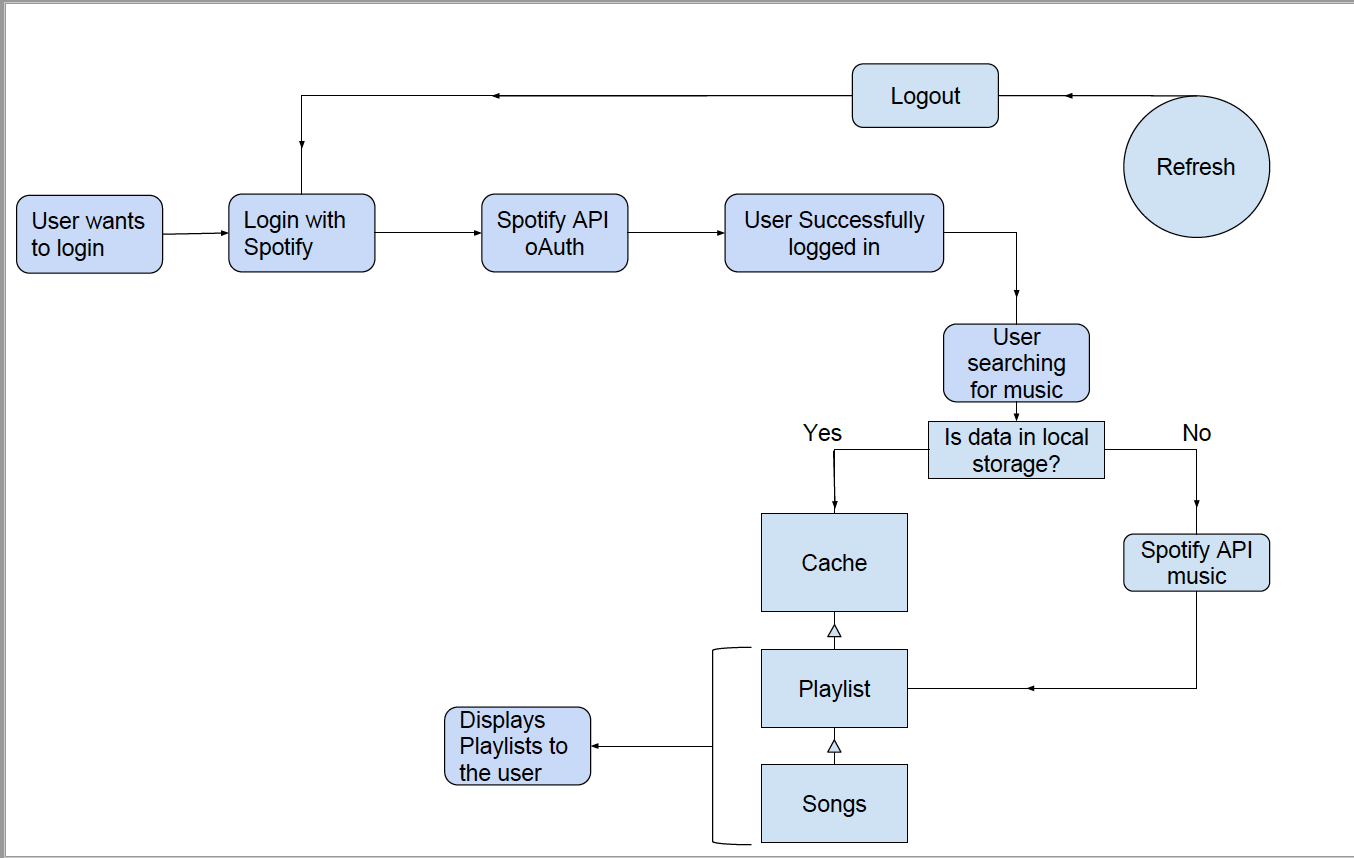 Logout
Refresh
User wants
to login
Login with
Spotify
Spotify API
oAuth
User Successfully
logged in
User
searching
for music
Yes
Is data in local
storage?
No
Cache
Spotify API
music
Playlist
Displays
Playlists to
the user
Songs